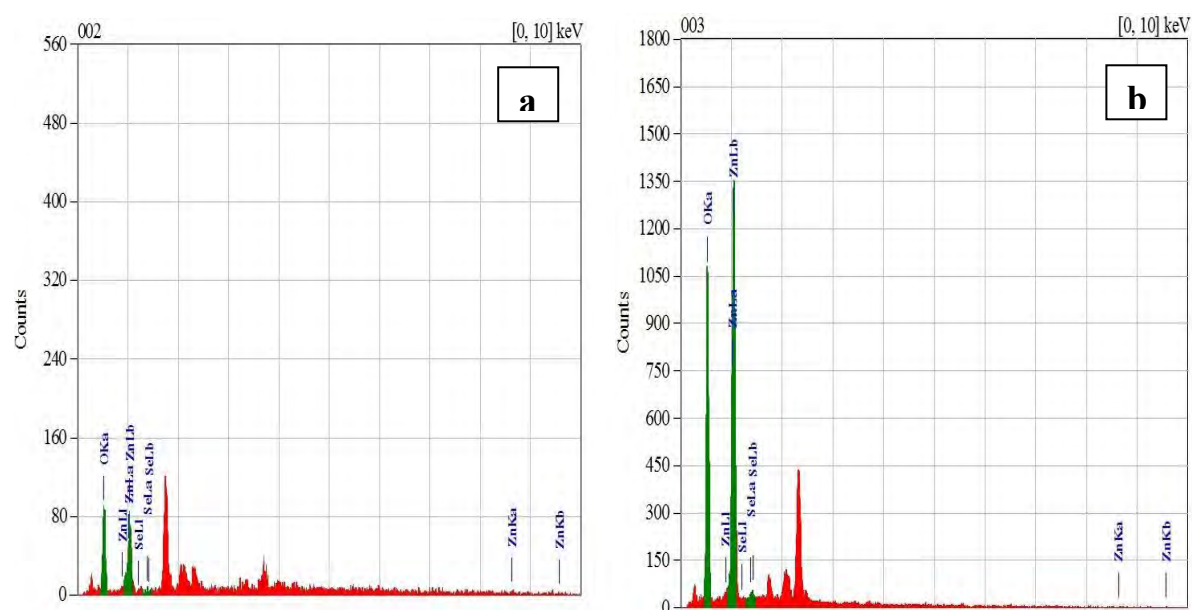 002 [0, 10] keV
a
560
480
400
320
240
160
80
0
Counts
OKa
ZnLl
ZnLa ZnLb
SeLl
SeLa SeLb
ZnKa
ZnKb
003 [0, 10] keV
b
1800
1650
1500
1350
1200
1050
900
750
600
450
300
150
0
Counts
OKa
ZnLb
ZnLa
ZnLl
SeLl
SeLa SeLb
ZnKa
ZnKb